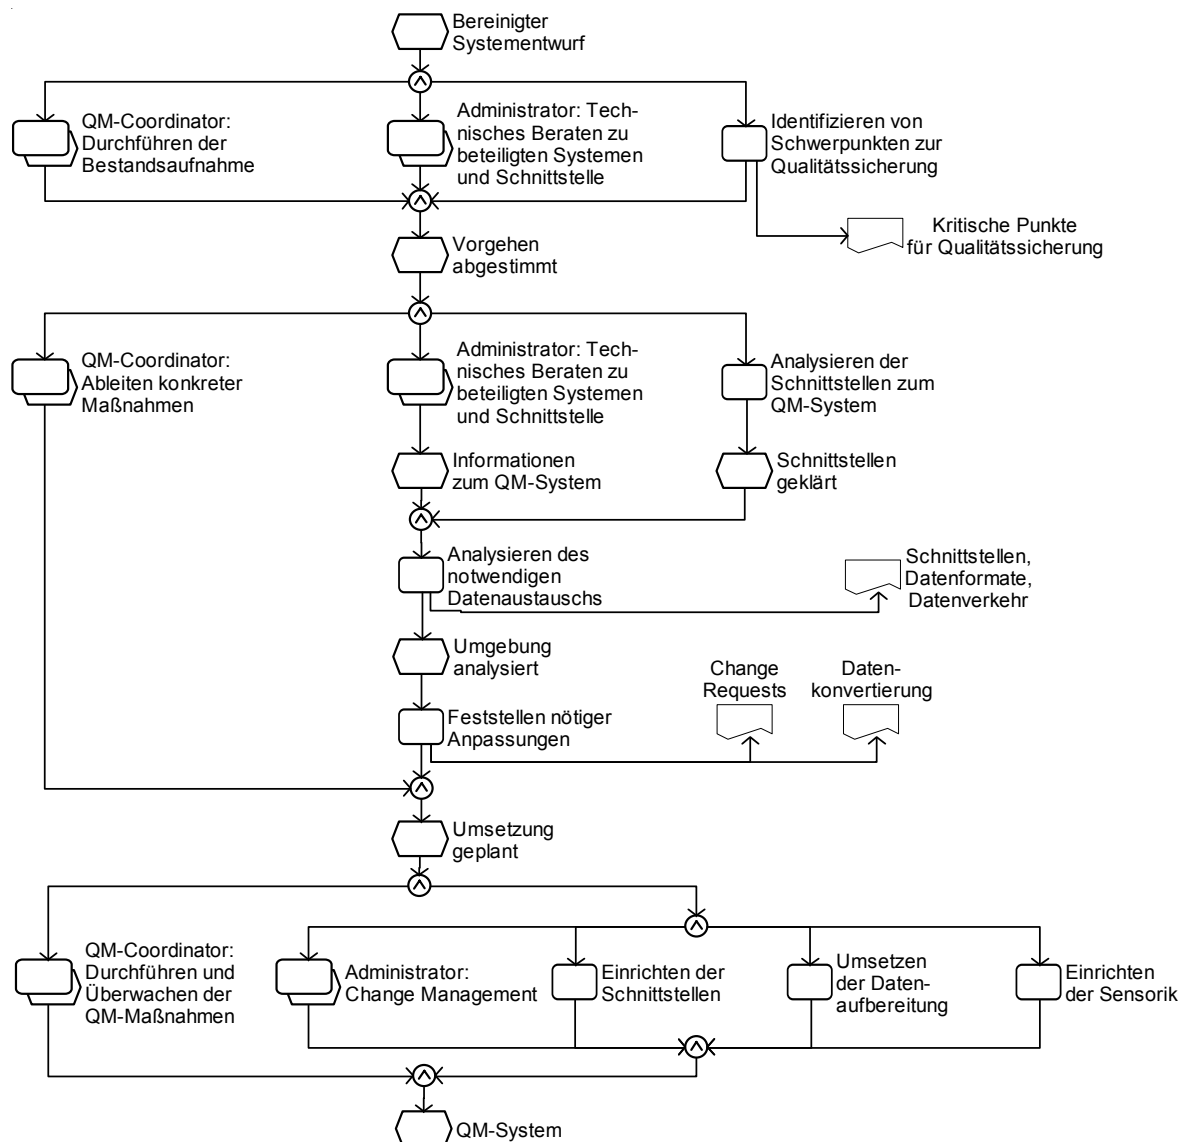 Bereinigter
Systementwurf
QM-Coordinator:
Durchführen der
Bestandsaufnahme
Administrator: Tech-
nisches Beraten zu
beteiligten Systemen
und Schnittstelle
Identifizieren von
Schwerpunkten zur
Qualitätssicherung
Kritische Punkte
für Qualitätssicherung
Vorgehen
abgestimmt
QM-Coordinator:
Ableiten konkreter
Maßnahmen
Administrator: Tech-
nisches Beraten zu
beteiligten Systemen
und Schnittstelle
Analysieren der
Schnittstellen zum
QM-System
Informationen
zum QM-System
Schnittstellen
geklärt
Analysieren des
notwendigen
Datenaustauschs
Schnittstellen,
Datenformate,
Datenverkehr
Umgebung
analysiert
Change
Requests
Daten-
konvertierung
Feststellen nötiger
Anpassungen
Umsetzung
geplant
QM-Coordinator:
Durchführen und
Überwachen der
QM-Maßnahmen
Administrator:
Change Management
Einrichten der
Schnittstellen
Umsetzen
der Daten-
aufbereitung
Einrichten
der Sensorik
QM-System